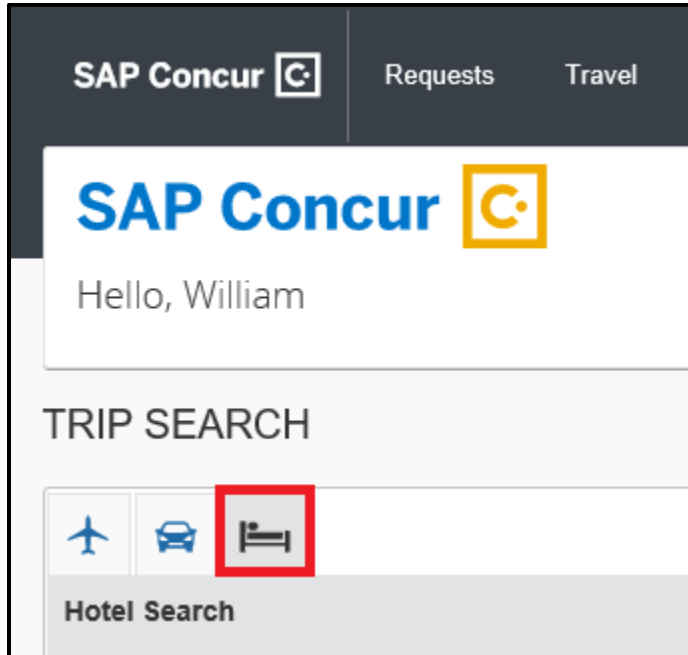 SAP Concur C Requests Travel
SAP Concur C
Hello, William
TRIP SEARCH
Hotel Search